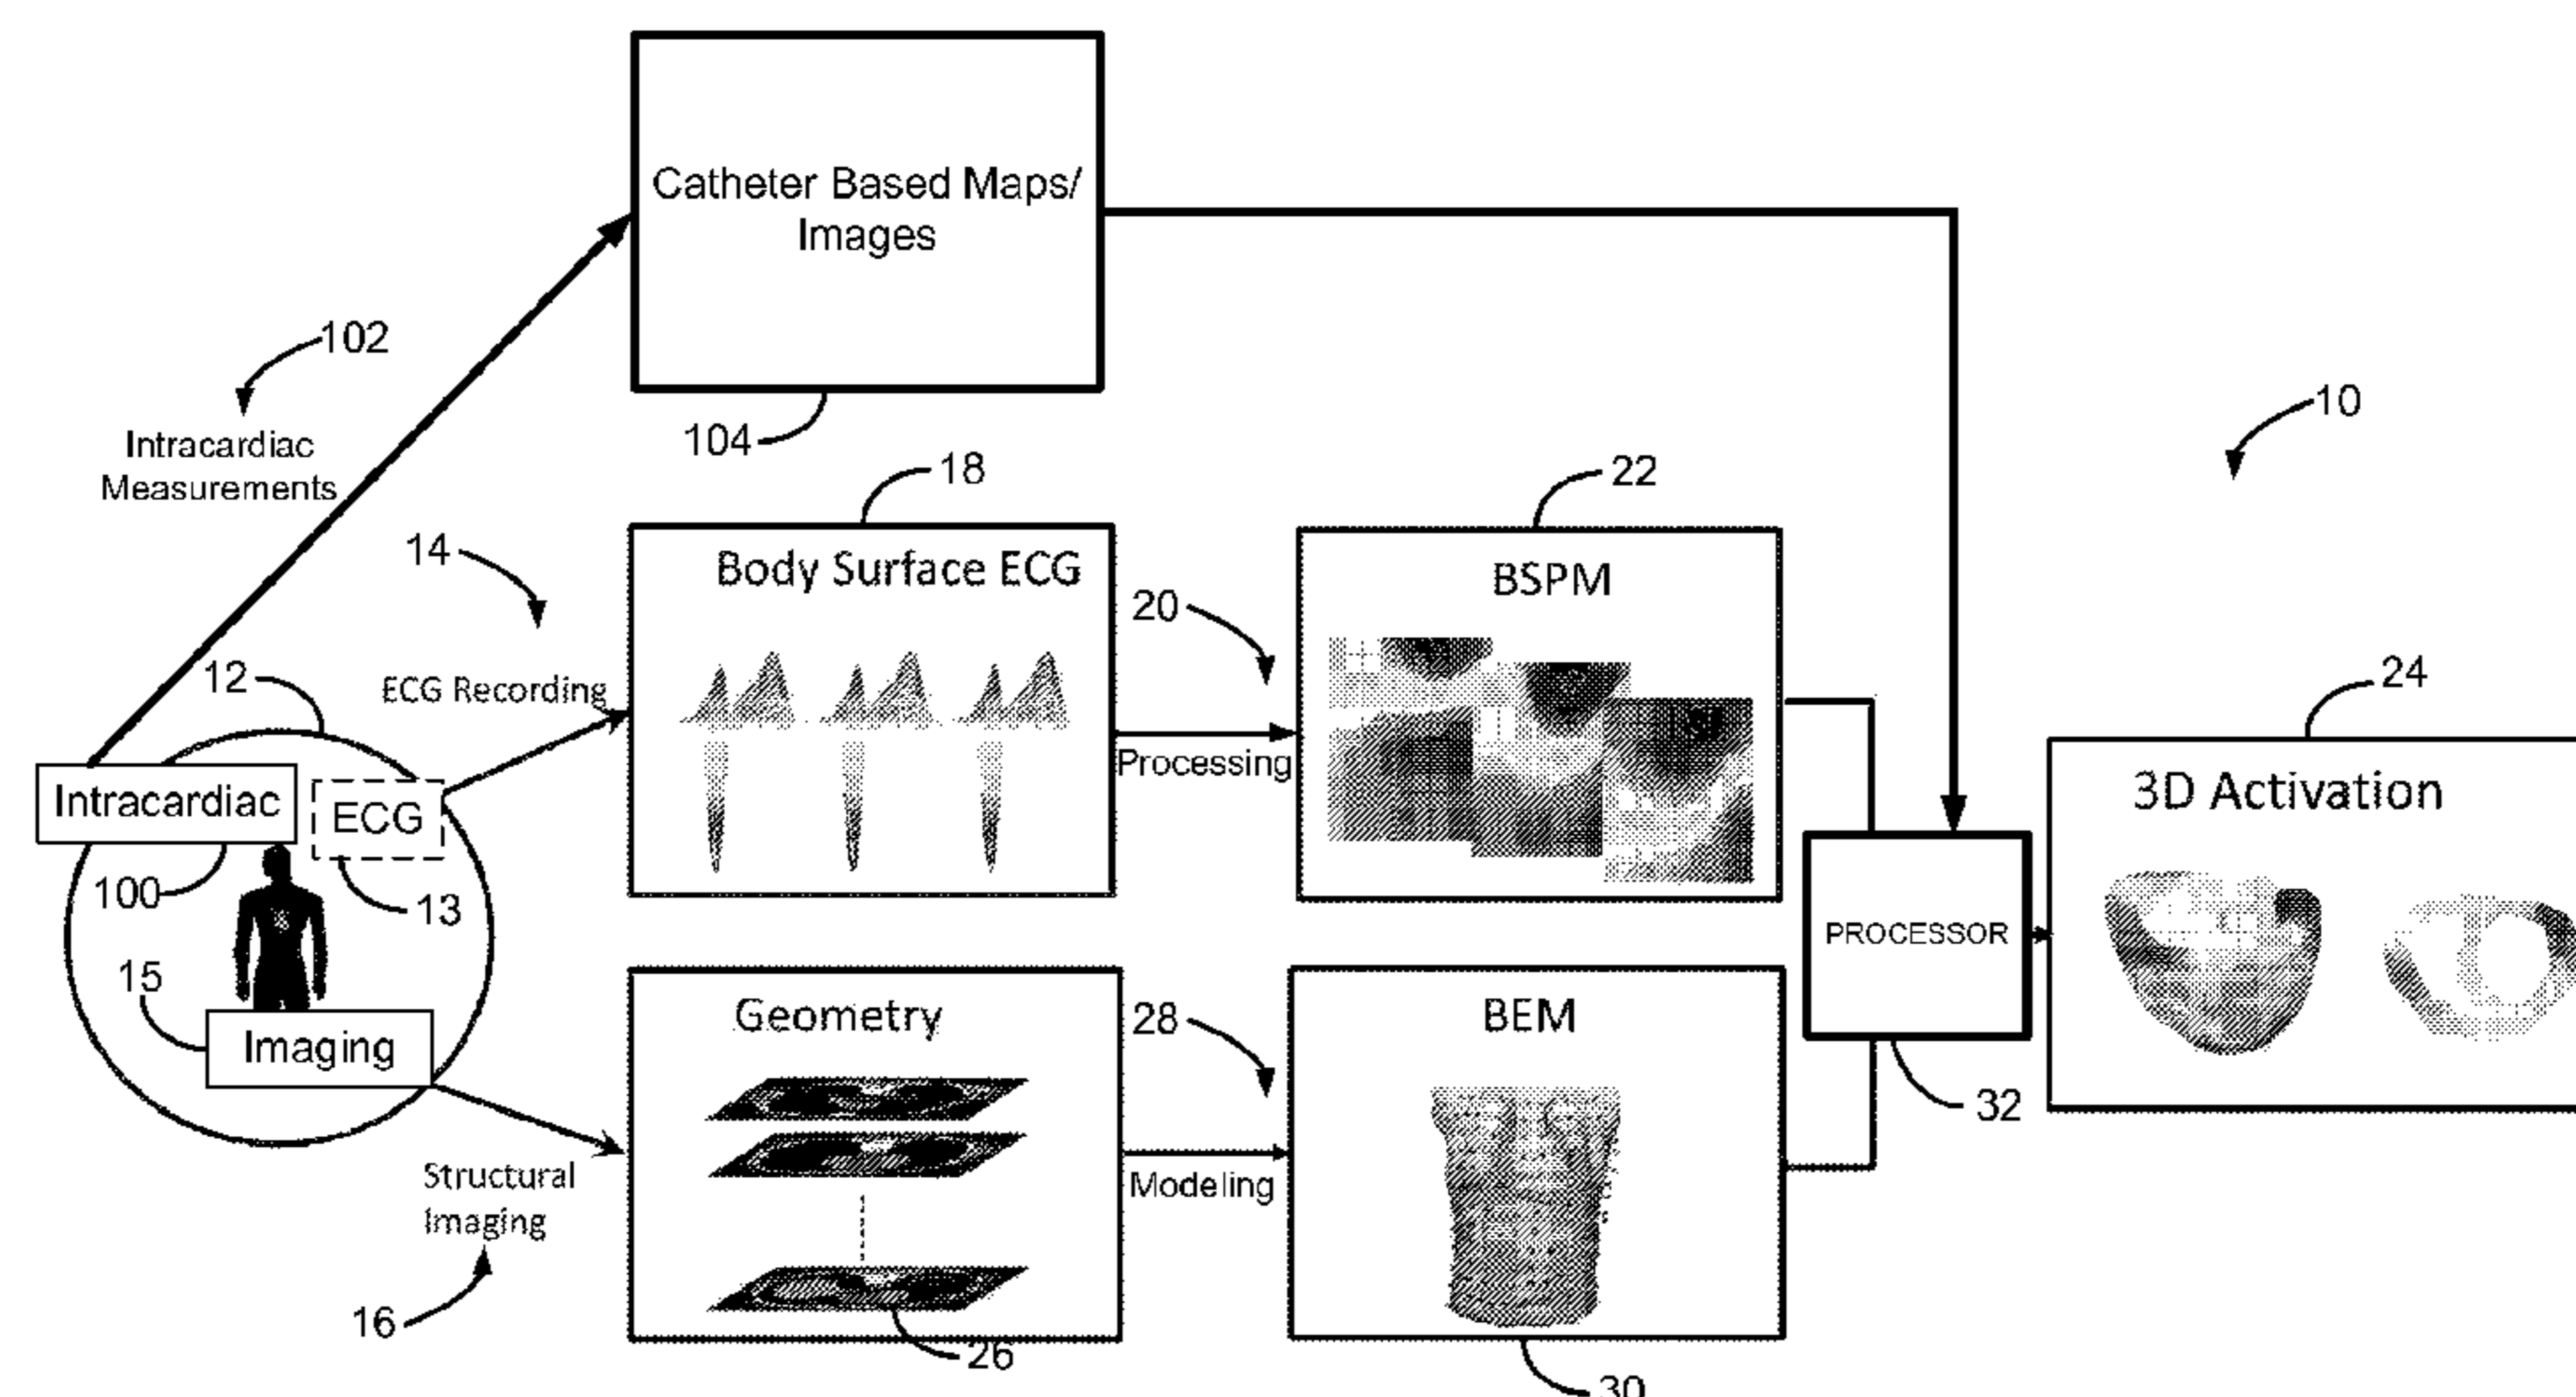 Catheter Based Maps/
Images
102
10
104
Intracardiac
Measurements
18
22
14
Body Surface ECG
BSPM
20
12
ECG Recording
24
Processing
3D Activation
Intracardiac
ECG
100
13
PROCESSOR
15
Imaging
Geometry
28
BEM
32
Structural
Imaging
Modeling
16
26
30